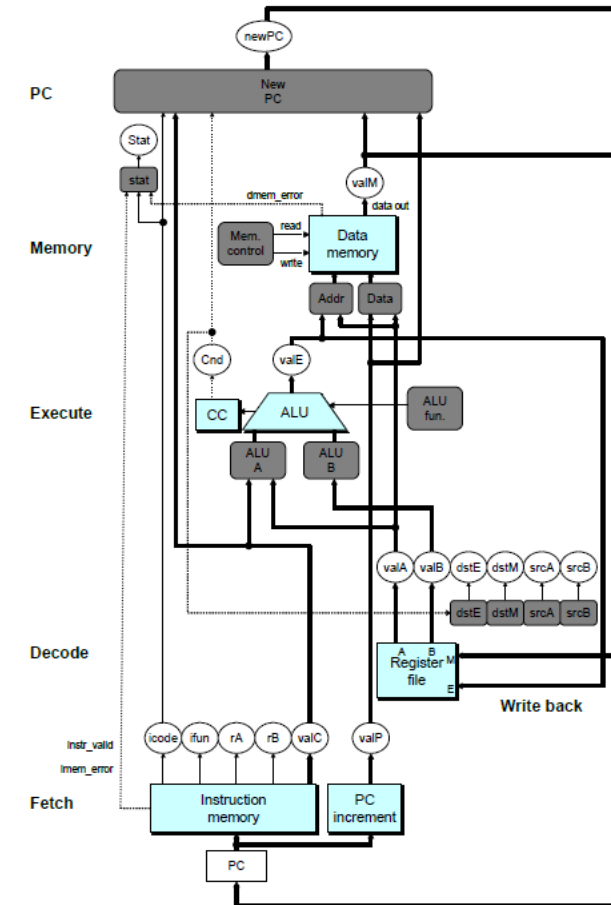 newPC
New
PC
PC
Stat
stat
valM
data out
dmem_error
read
write
Mem.
control
Data
memory
Memory
Addr
Data
Cnd
valE
Execute
CC
ALU
ALU
fun.
ALU
A
ALU
B
valA
valB
dstE
dstM
srcA
srcB
dstE
dstM
srcA
srcB
Decode
A
B
M
Register
file
E
Write back
Instr_valid
Imem_error
icode
ifun
rA
rB
valC
valP
Fetch
Instruction
memory
PC
increment
PC